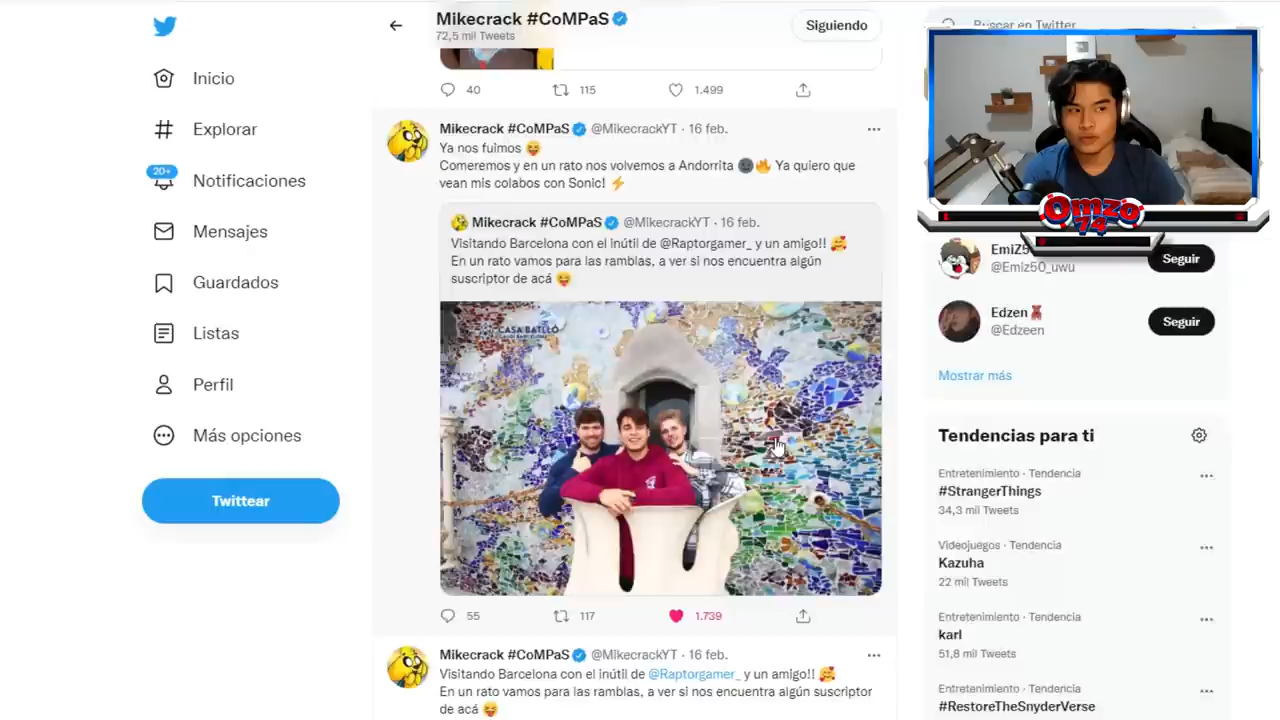 Mikecrack #CoMPaS
72,5 mil Tweets
Siguiendo
Buscar en Twitter
Inicio
Explorar
20+
Notificaciones
Mensajes
Guardados
Listas
Perfil
Más opciones
Twittear
40 115 1.499
Mikecrack #CoMPaS @MikecrackYT · 16 feb.
Ya nos fuimos
Comeremos y en un rato nos volvemos a Andorrita Ya quiero que
vean mis colabos con Sonic!
Mikecrack #CoMPaS @MikecrackYT · 16 feb.
Visitando Barcelona con el inútil de @Raptorgamer_ y un amigo!!
En un rato vamos para las ramblas, a ver si nos encuentra algún
suscriptor de acá
CASA BATLLÓ
55 117 1.739
Mikecrack #CoMPaS @MikecrackYT · 16 feb.
Visitando Barcelona con el inútil de @Raptorgamer_ y un amigo!!
En un rato vamos para las ramblas, a ver si nos encuentra algún suscriptor
de acá
Omzo
74
EmiZ5
@Emiz50_uwu
Seguir
Edzen
@Edzeen
Seguir
Mostrar más
Tendencias para ti
Entretenimiento · Tendencia
#StrangerThings
34,3 mil Tweets
Videojuegos · Tendencia
Kazuha
22 mil Tweets
Entretenimiento · Tendencia
karl
51,8 mil Tweets
Entretenimiento · Tendencia
#RestoreTheSnyderVerse